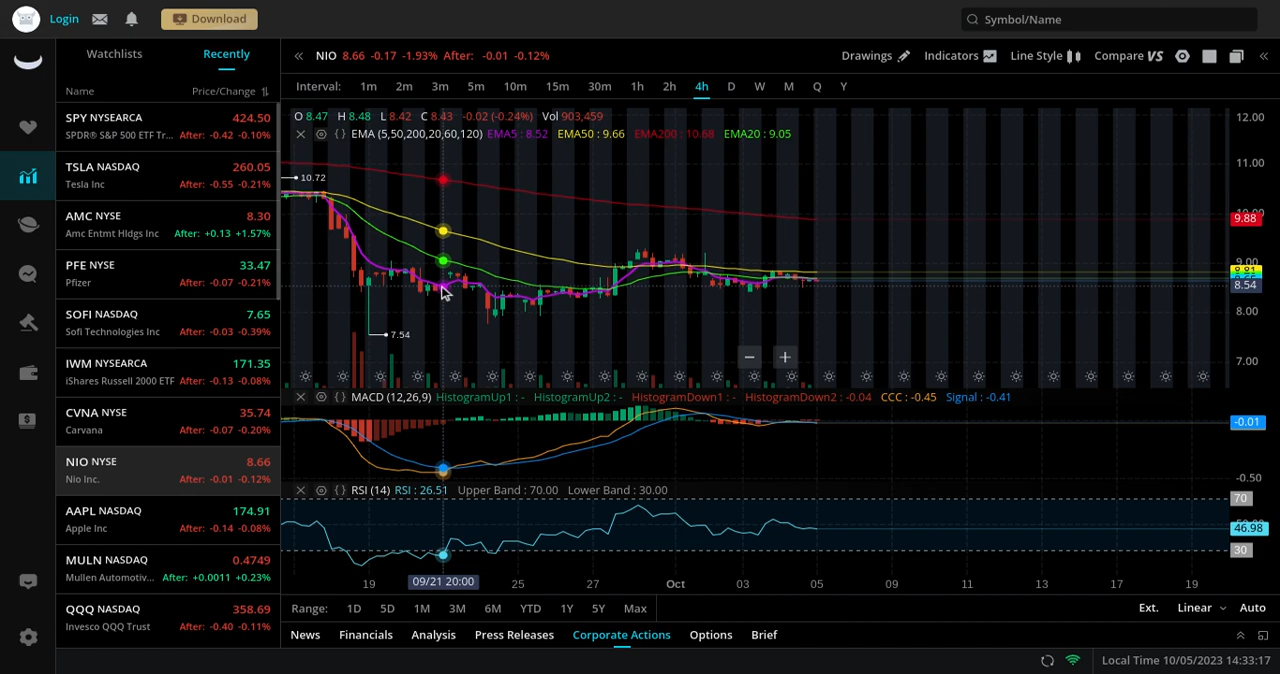 Login Download Symbol/Name
Watchlists Recently
Name Price/Change
SPY NYSEARCA 424.50
SPDR® S&P 500 ETF Tr... After: -0.42 -0.10%
TSLA NASDAQ 260.05
Tesla Inc After: -0.55 -0.21%
AMC NYSE 8.30
Amc Entmt Hldgs Inc After: +0.13 +1.57%
PFE NYSE 33.47
Pfizer After: -0.07 -0.21%
SOFI NASDAQ 7.65
Sofi Technologies Inc After: -0.03 -0.39%
IWM NYSEARCA 171.35
iShares Russell 2000 ETF After: -0.13 -0.08%
CVNA NYSE 35.74
Carvana After: -0.07 -0.20%
NIO NYSE 8.66
Nio Inc. After: -0.01 -0.12%
AAPL NASDAQ 174.91
Apple Inc After: -0.14 -0.08%
MULN NASDAQ 0.4749
Mullen Automotiv... After: +0.0011 +0.23%
QQQ NASDAQ 358.69
Invesco QQQ Trust After: -0.40 -0.11%
NIO 8.66 -0.17 -1.93% After: -0.01 -0.12% Drawings Indicators Line Style Compare VS
Interval: 1m 2m 3m 5m 10m 15m 30m 1h 2h 4h D W M Q Y
O 8.47 H 8.48 L 8.42 C 8.43 -0.02 (-0.24%) Vol 903,459
EMA (5,50,200,20,60,120) EMA5 : 8.52 EMA50 : 9.66 EMA200 : 10.68 EMA20 : 9.05
12.00
11.00
10.72
10.00
9.88
9.00
8.54
8.00
7.54
7.00
MACD (12,26,9) HistogramUp1 : - HistogramUp2 : - HistogramDown1 : - HistogramDown2 : -0.04 CCC : -0.45 Signal : -0.41
-0.01
-0.50
RSI (14) RSI : 26.51 Upper Band : 70.00 Lower Band : 30.00
70
46.98
30
19 09/21 20:00 25 27 Oct 03 05 09 11 13 17 19
Range: 1D 5D 1M 3M 6M YTD 1Y 5Y Max Ext. Linear Auto
News Financials Analysis Press Releases Corporate Actions Options Brief
Local Time 10/05/2023 14:33:17